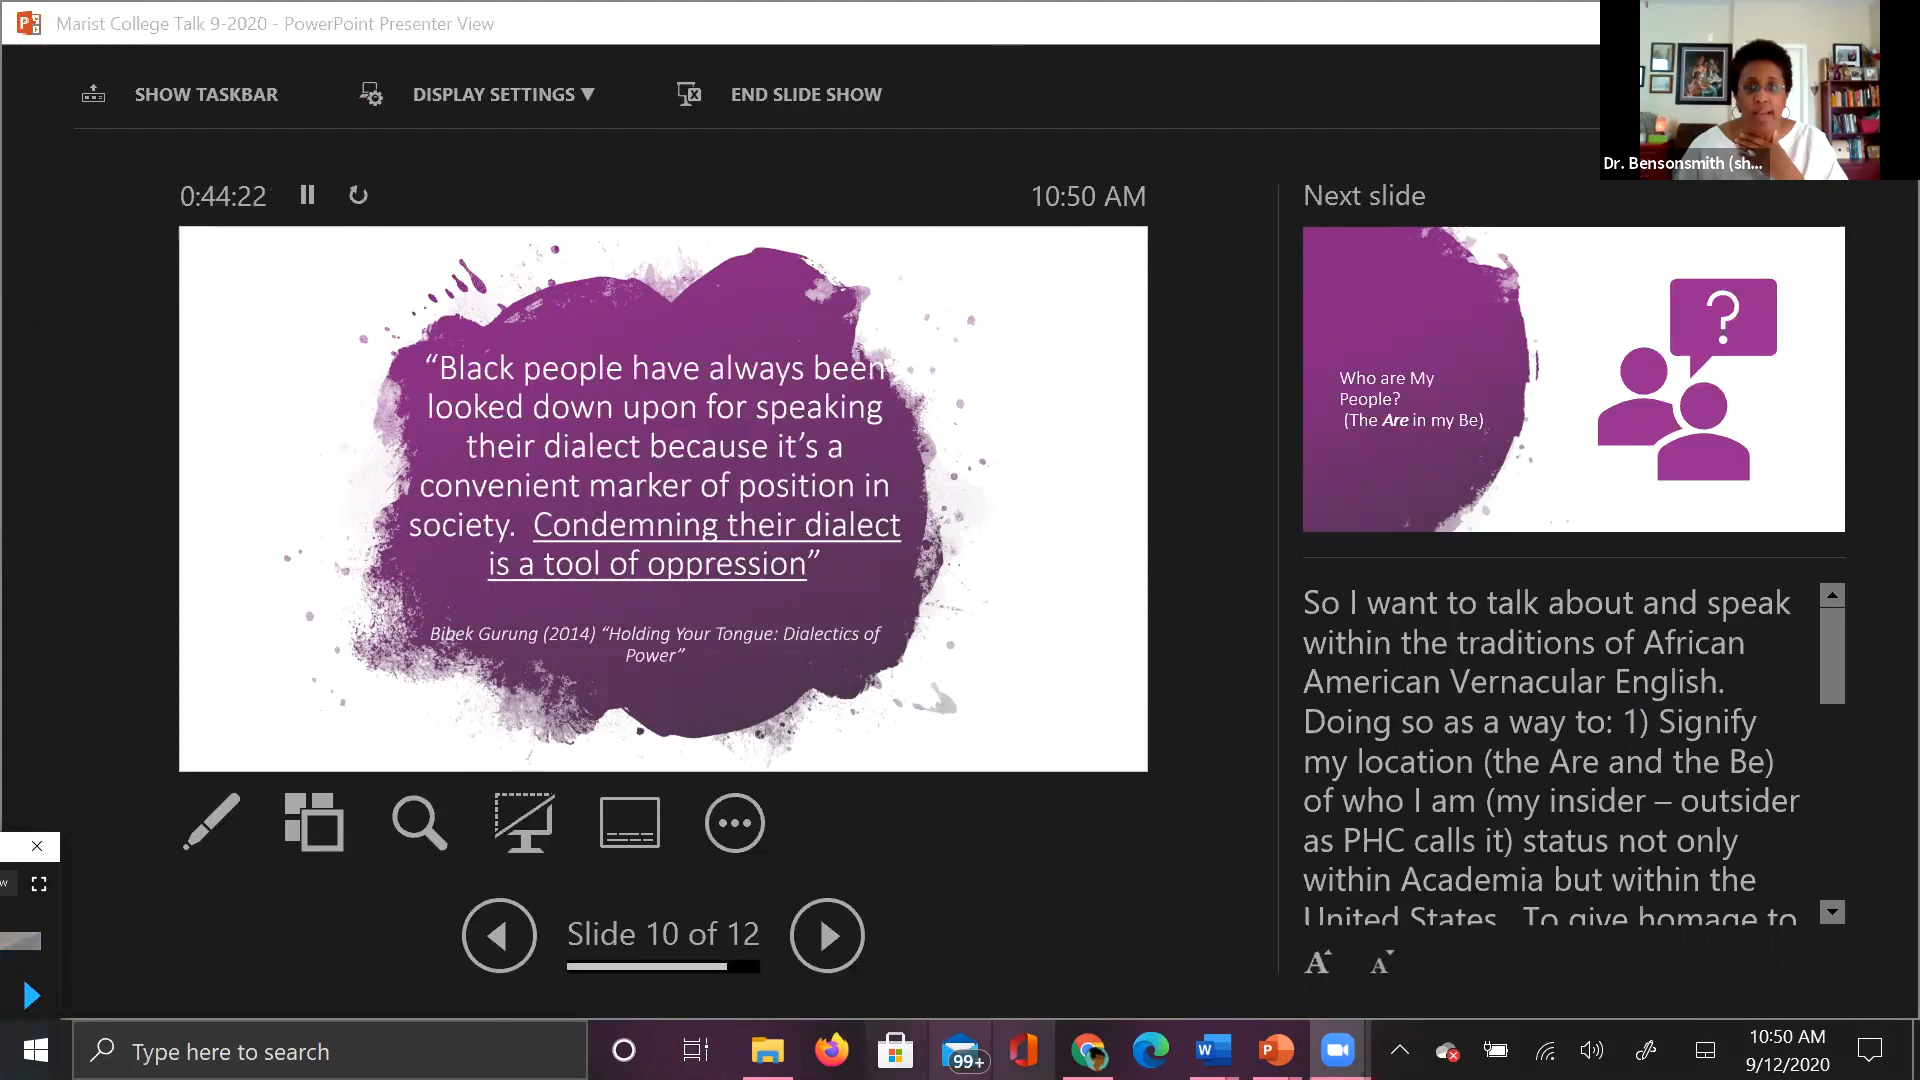 Marist College Talk 9-2020 - PowerPoint Presenter View
SHOW TASKBAR
DISPLAY SETTINGS ▼
END SLIDE SHOW
Dr. Bensonsmith (sh...
0:44:22
10:50 AM
Next slide
“Black people have always been
looked down upon for speaking
their dialect because it’s a
convenient marker of position in
society. Condemning their dialect
is a tool of oppression”
Bibek Gurung (2014) “Holding Your Tongue: Dialectics of
Power”
Who are My
People?
(The Are in my Be)
?
So I want to talk about and speak
within the traditions of African
American Vernacular English.
Doing so as a way to: 1) Signify
my location (the Are and the Be)
of who I am (my insider – outsider
as PHC calls it) status not only
within Academia but within the
United States. To give homage to
Slide 10 of 12
A A
w
Type here to search
99+
10:50 AM
9/12/2020